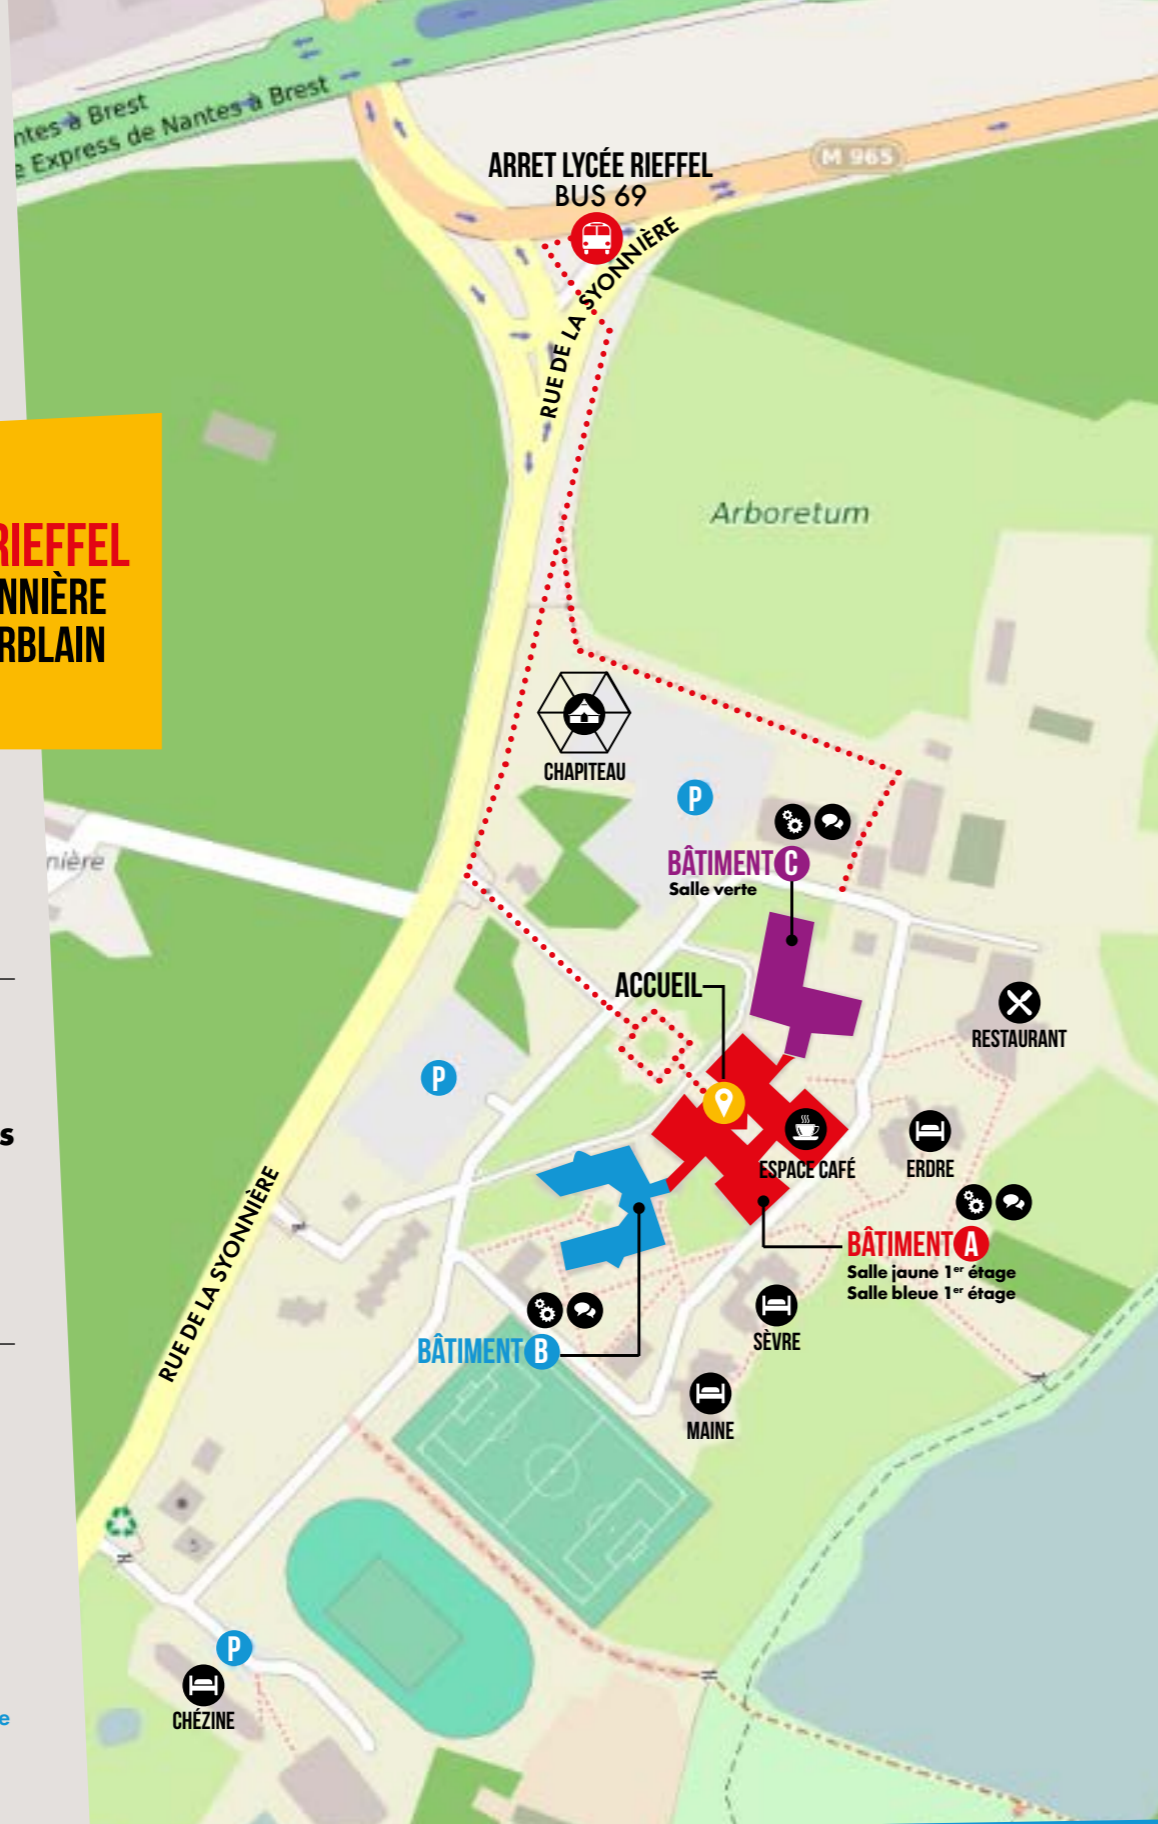 ntes à Brest
e Express de Nantes à Brest
M 965
ARRET LYCÉE RIEFFEL
BUS 69
RUE DE LA SYONNIÈRE
Arboretum
RIEFFEL
NNIÈRE
RBLAIN
CHAPITEAU
P
BÂTIMENT C
Salle verte
nière
ACCUEIL
RESTAURANT
P
s
ESPACE CAFÉ
ERDRE
BÂTIMENT A
Salle jaune 1er étage
Salle bleue 1er étage
RUE DE LA SYONNIÈRE
SÈVRE
BÂTIMENT B
MAINE
P
CHÉZINE
e